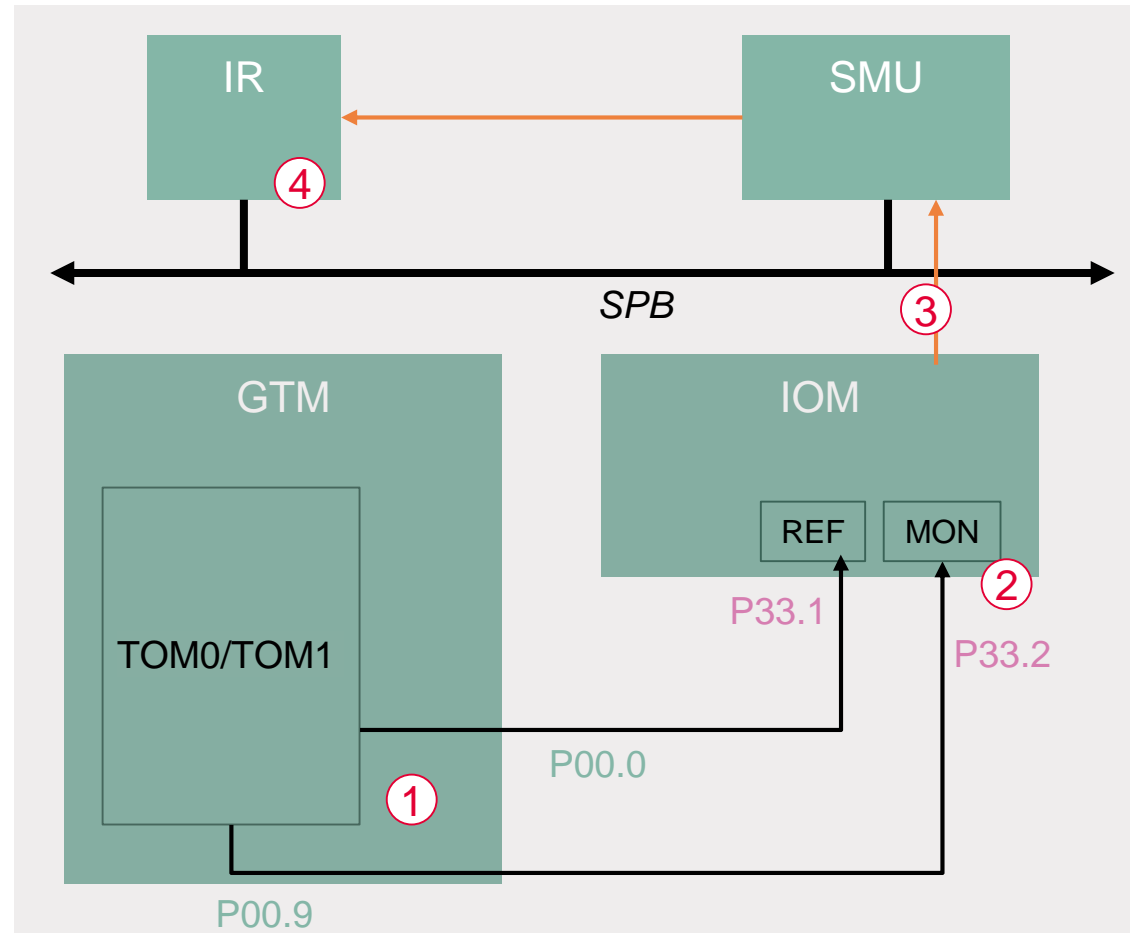 IR
SMU
4
SPB
3
GTM
IOM
REF
MON
2
P33.1
TOM0/TOM1
P33.2
P00.0
1
P00.9